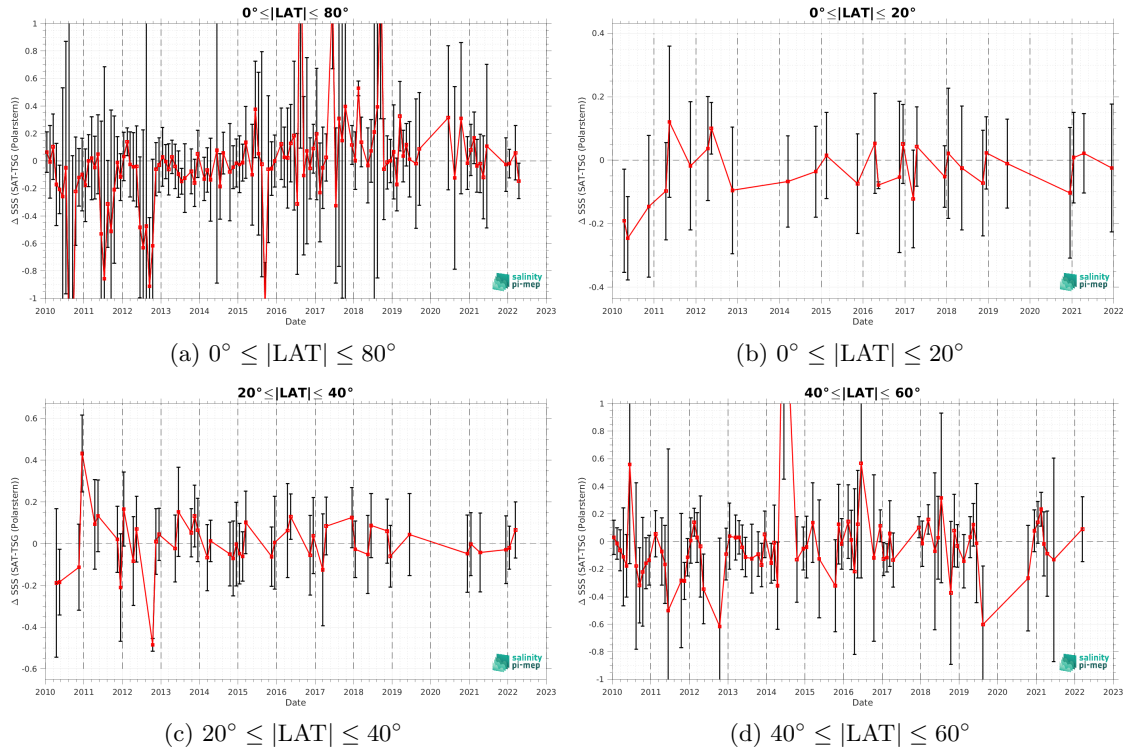 0°≤|LAT|≤ 80°
Δ SSS (SAT-TSG (Polarstern))
1
0.8
0.6
0.4
0.2
0
-0.2
-0.4
-0.6
-0.8
-1
2010 2011 2012 2013 2014 2015 2016 2017 2018 2019 2020 2021 2022 2023
Date
salinity
pi-mep
(a) 0° ≤ |LAT| ≤ 80°
0°≤|LAT|≤ 20°
Δ SSS (SAT-TSG (Polarstern))
0.4
0.2
0
-0.2
-0.4
2010 2011 2012 2013 2014 2015 2016 2017 2018 2019 2020 2021 2022
Date
salinity
pi-mep
(b) 0° ≤ |LAT| ≤ 20°
20°≤|LAT|≤ 40°
Δ SSS (SAT-TSG (Polarstern))
0.6
0.4
0.2
0
-0.2
-0.4
-0.6
2010 2011 2012 2013 2014 2015 2016 2017 2018 2019 2020 2021 2022 2023
Date
salinity
pi-mep
(c) 20° ≤ |LAT| ≤ 40°
40°≤|LAT|≤ 60°
Δ SSS (SAT-TSG (Polarstern))
1
0.8
0.6
0.4
0.2
0
-0.2
-0.4
-0.6
-0.8
-1
2010 2011 2012 2013 2014 2015 2016 2017 2018 2019 2020 2021 2022 2023
Date
salinity
pi-mep
(d) 40° ≤ |LAT| ≤ 60°